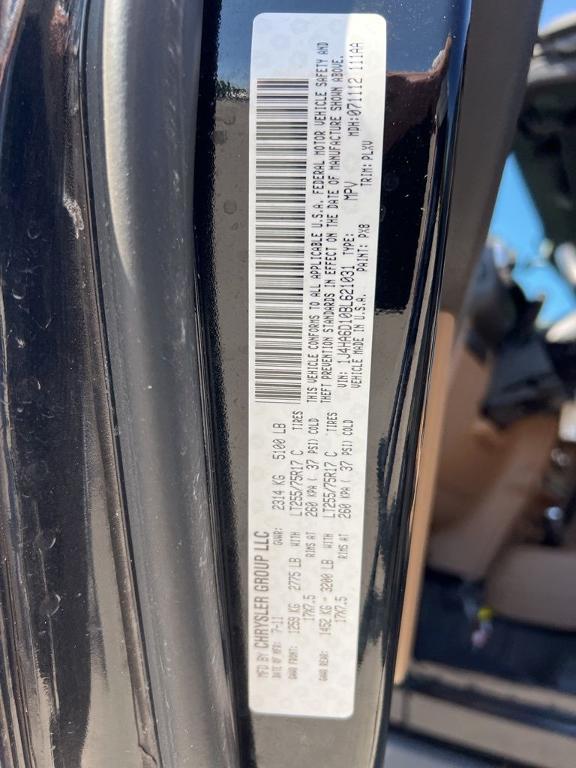 MFD BY CHRYSLER GROUP LLC
DATE OF MFR: 7-11 GVWR: 2314 KG 5100 LB
GAWR FRONT: 1259 KG - 2775 LB WITH LT255/75R17 C TIRES
17X7.5 RIMS AT 260 KPA ( 37 PSI) COLD
GAWR REAR: 1452 KG - 3200 LB WITH LT255/75R17 C TIRES
17X7.5 RIMS AT 260 KPA ( 37 PSI) COLD
THIS VEHICLE CONFORMS TO ALL APPLICABLE U.S.A. FEDERAL MOTOR VEHICLE SAFETY AND
THEFT PREVENTION STANDARDS IN EFFECT ON THE DATE OF MANUFACTURE SHOWN ABOVE.
VIN: 1J4HA6D10BL621031 TYPE: MPV MDH:071112 111AA
VEHICLE MADE IN U.S.A. PAINT: PX8 TRIM: PLXV